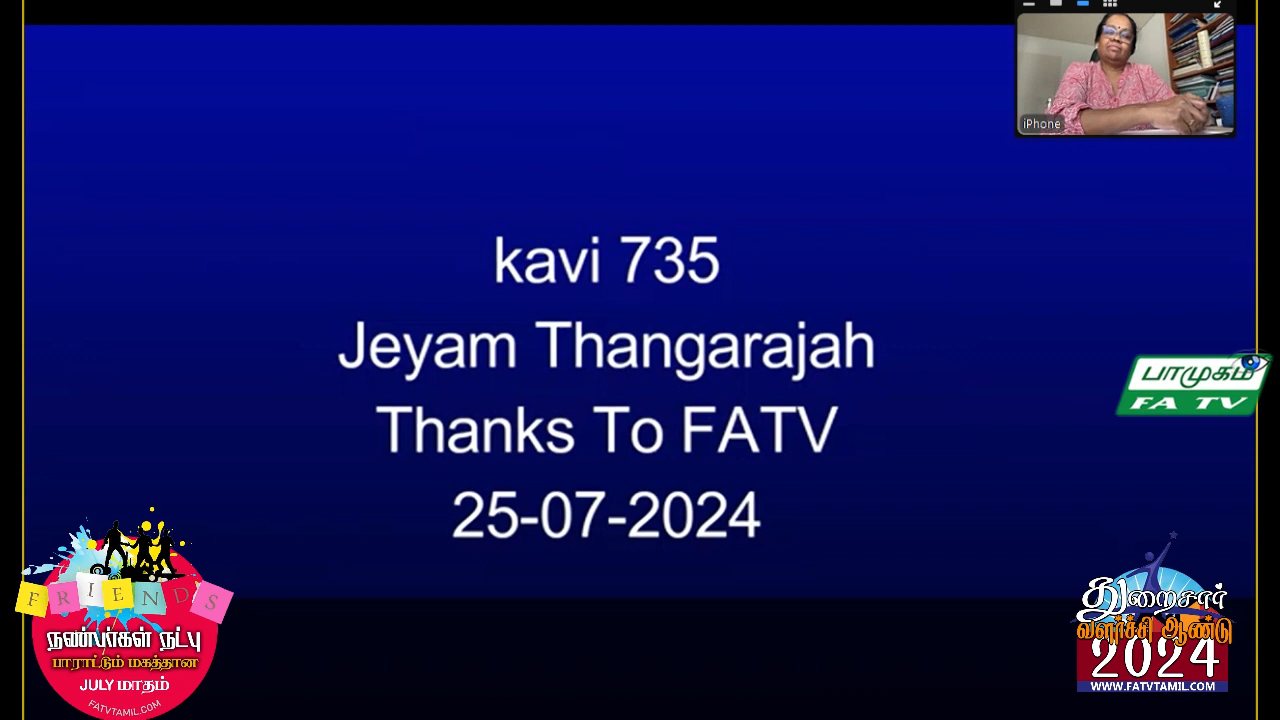 iPhone
kavi 735
Jeyam Thangarajah
Thanks To FATV
25-07-2024
பாமுகம்
FA TV
FRIENDS
நண்பர்கள் நட்பு
பாராட்டும் மகத்தான
JULY மாதம்
FATVTAMIL.COM
துறைசார்
வளர்ச்சி ஆண்டு
2024
WWW.FATVTAMIL.COM